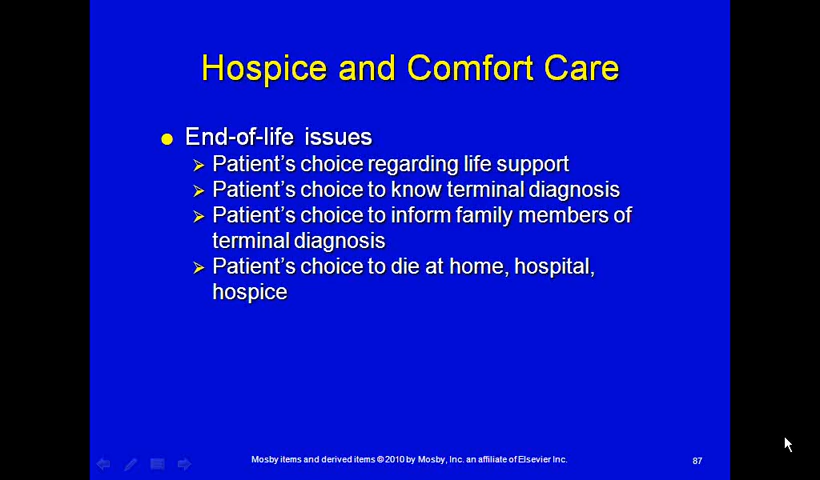 Hospice and Comfort Care
End-of-life issues
Patient's choice regarding life support
Patient's choice to know terminal diagnosis
Patient's choice to inform family members of
terminal diagnosis
Patient's choice to die at home, hospital,
hospice
Mosby items and derived items © 2010 by Mosby, Inc. an affiliate of Elsevier Inc.
87